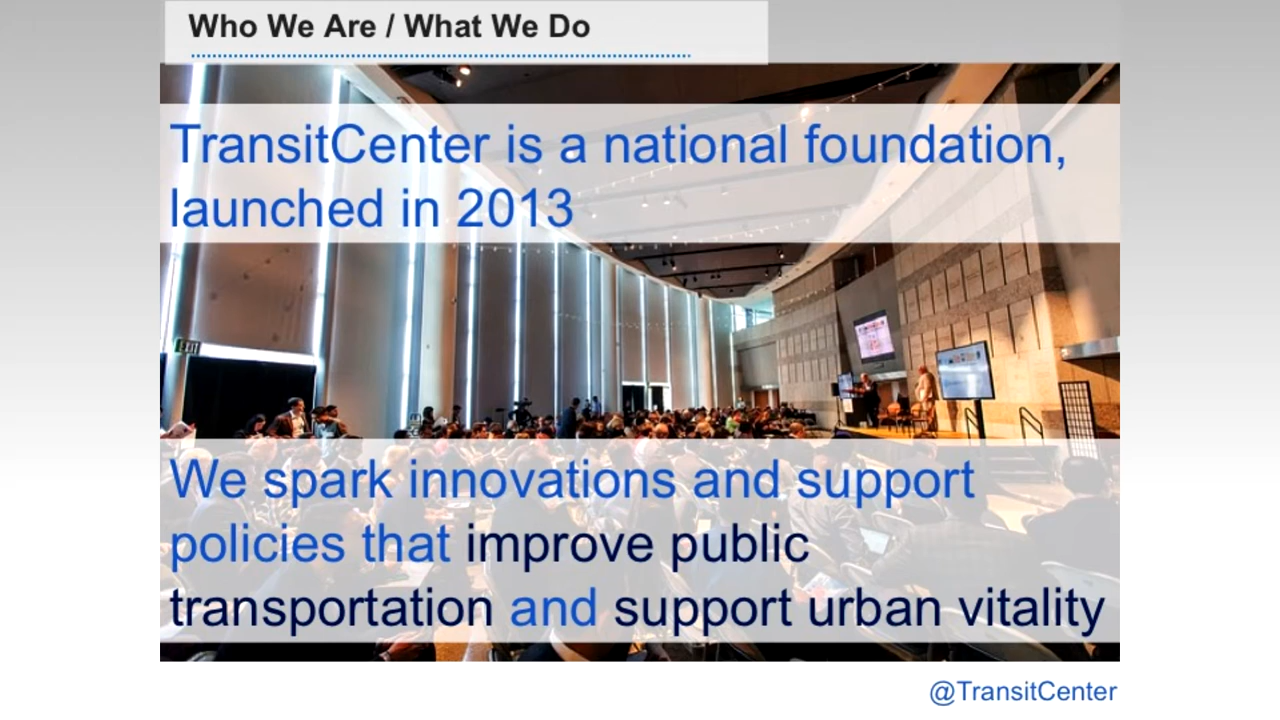 Who We Are / What We Do
TransitCenter is a national foundation,
launched in 2013
EXIT
We spark innovations and support
policies that improve public
transportation and support urban vitality
@TransitCenter